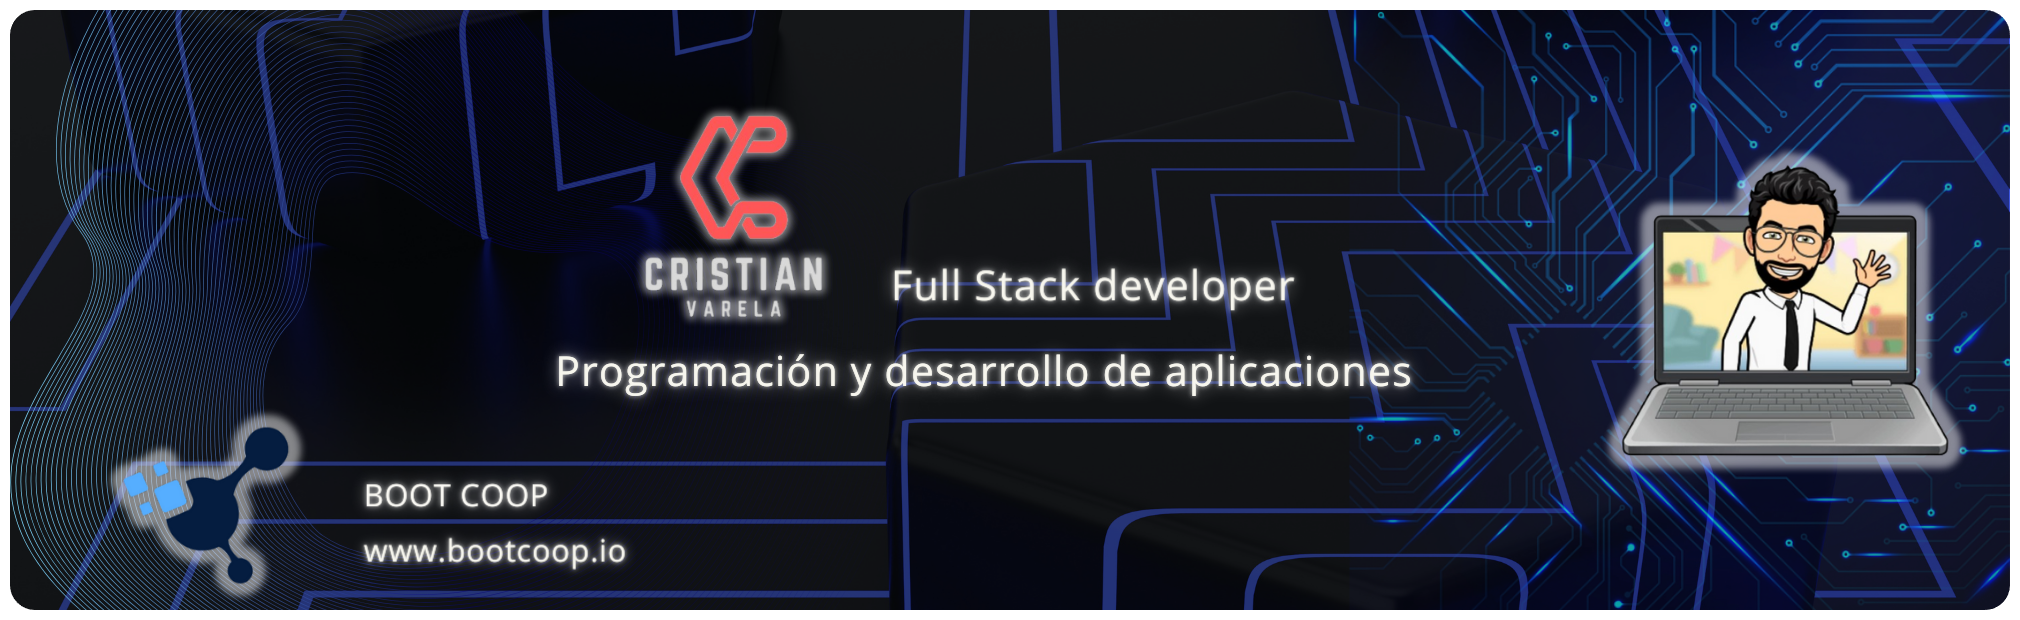 CRISTIAN
VARELA
Full Stack developer
Programación y desarrollo de aplicaciones
BOOT COOP
www.bootcoop.io